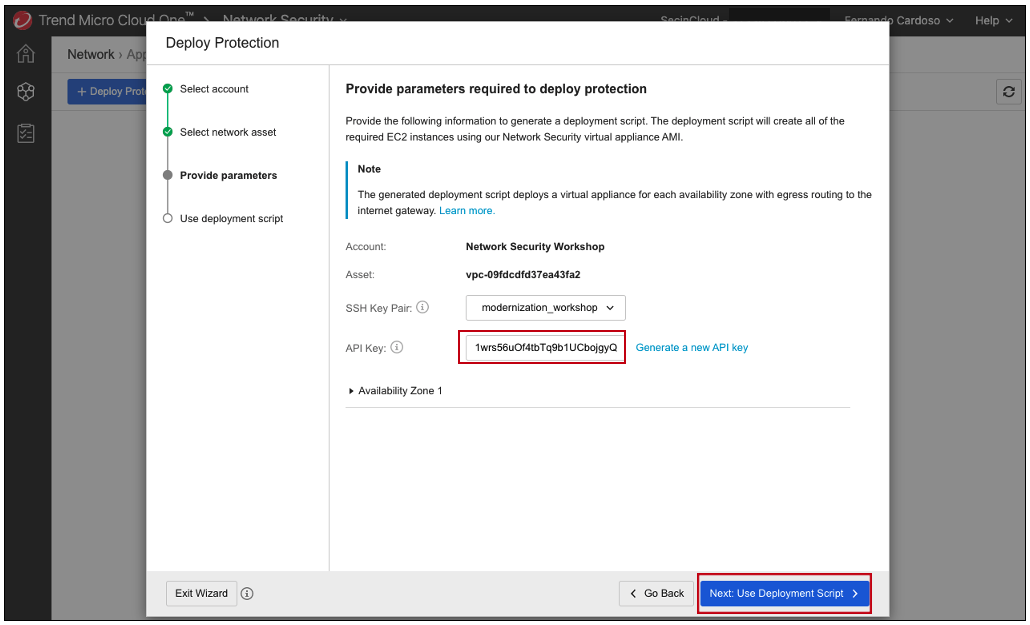 Trend Micro Cloud One™ Network Security
SecinCloud - Fernando Cardoso Help
Deploy Protection
Network › App
+ Deploy Prote
Select account
Select network asset
Provide parameters
Use deployment script
Provide parameters required to deploy protection
Provide the following information to generate a deployment script. The deployment script will create all of the
required EC2 instances using our Network Security virtual appliance AMI.
Note
The generated deployment script deploys a virtual appliance for each availability zone with egress routing to the
internet gateway. Learn more.
Account: Network Security Workshop
Asset: vpc-09fdcdfd37ea43fa2
SSH Key Pair: modernization_workshop
API Key: 1wrs56uOf4tbTq9b1UCbojgyQ Generate a new API key
Availability Zone 1
Exit Wizard Go Back Next: Use Deployment Script